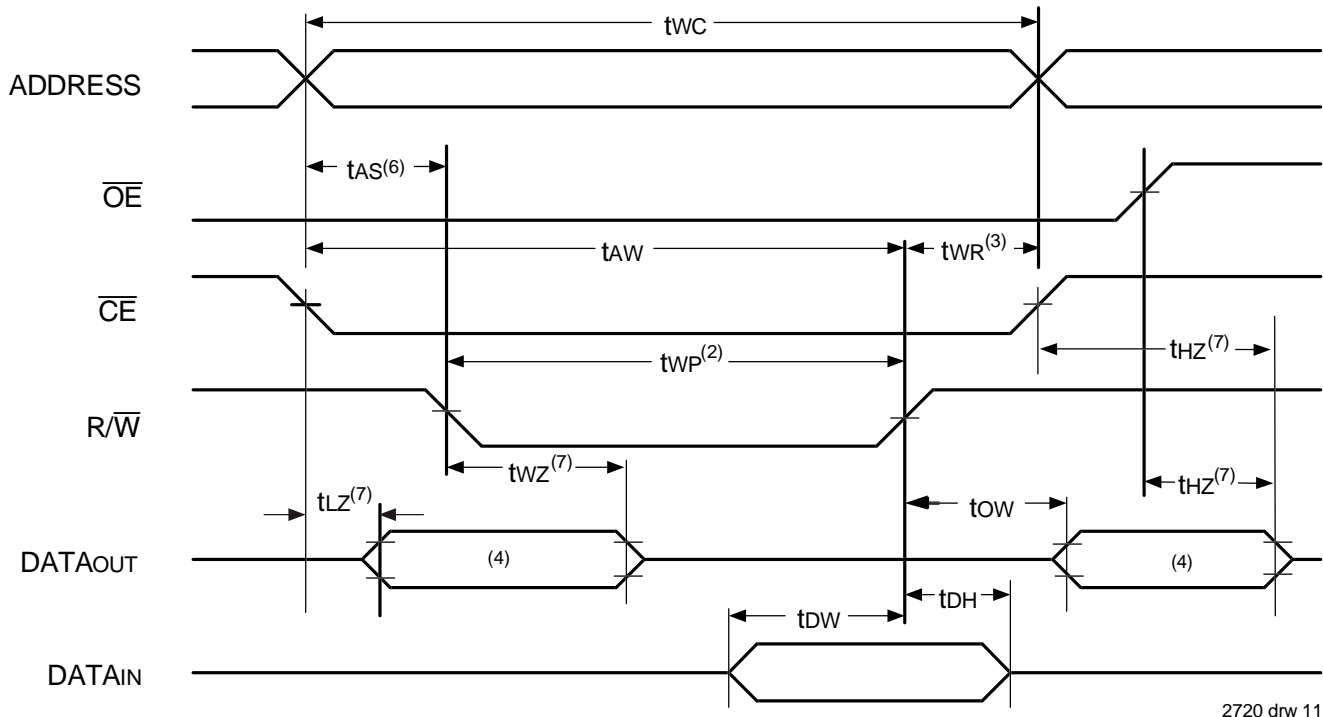 tWC
ADDRESS
tAS(6)
OE
tAW
tWR(3)
CE
tWP(2)
tHZ(7)
R/W
tWZ(7)
tHZ(7)
tLZ(7)
tOW
DATAOUT
(4)
(4)
tDW
tDH
DATAIN
2720 drw 11